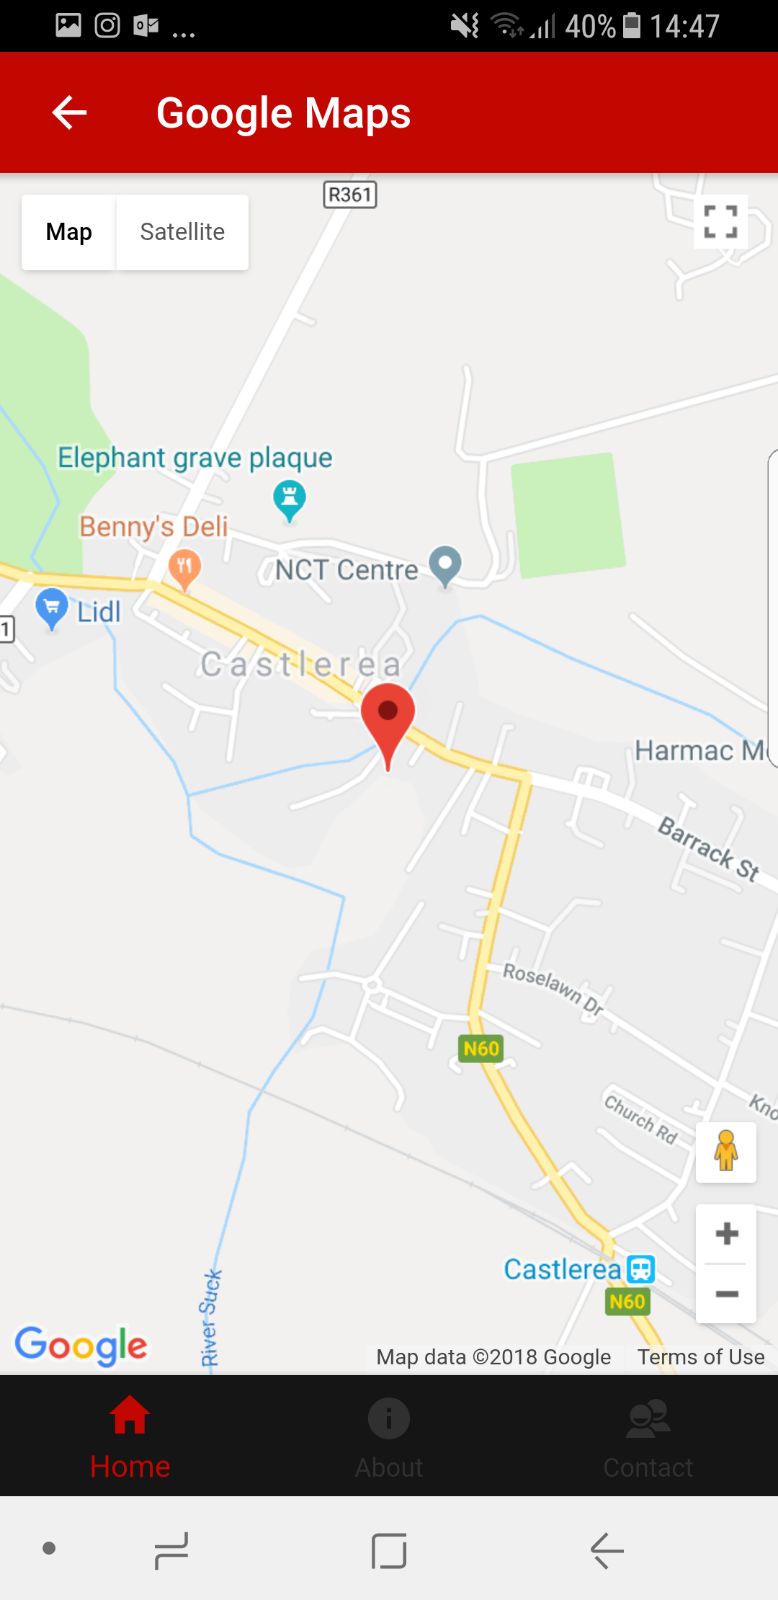 ... 40% 14:47
Google Maps
R361
Map Satellite
Elephant grave plaque
Benny's Deli
NCT Centre
Lidl
1
Castlerea
Harmac M
Barrack St
Roselawn Dr
N60
Church Rd
Kno
Castlerea
N60
River Suck
Google
Map data ©2018 Google Terms of Use
Home About Contact